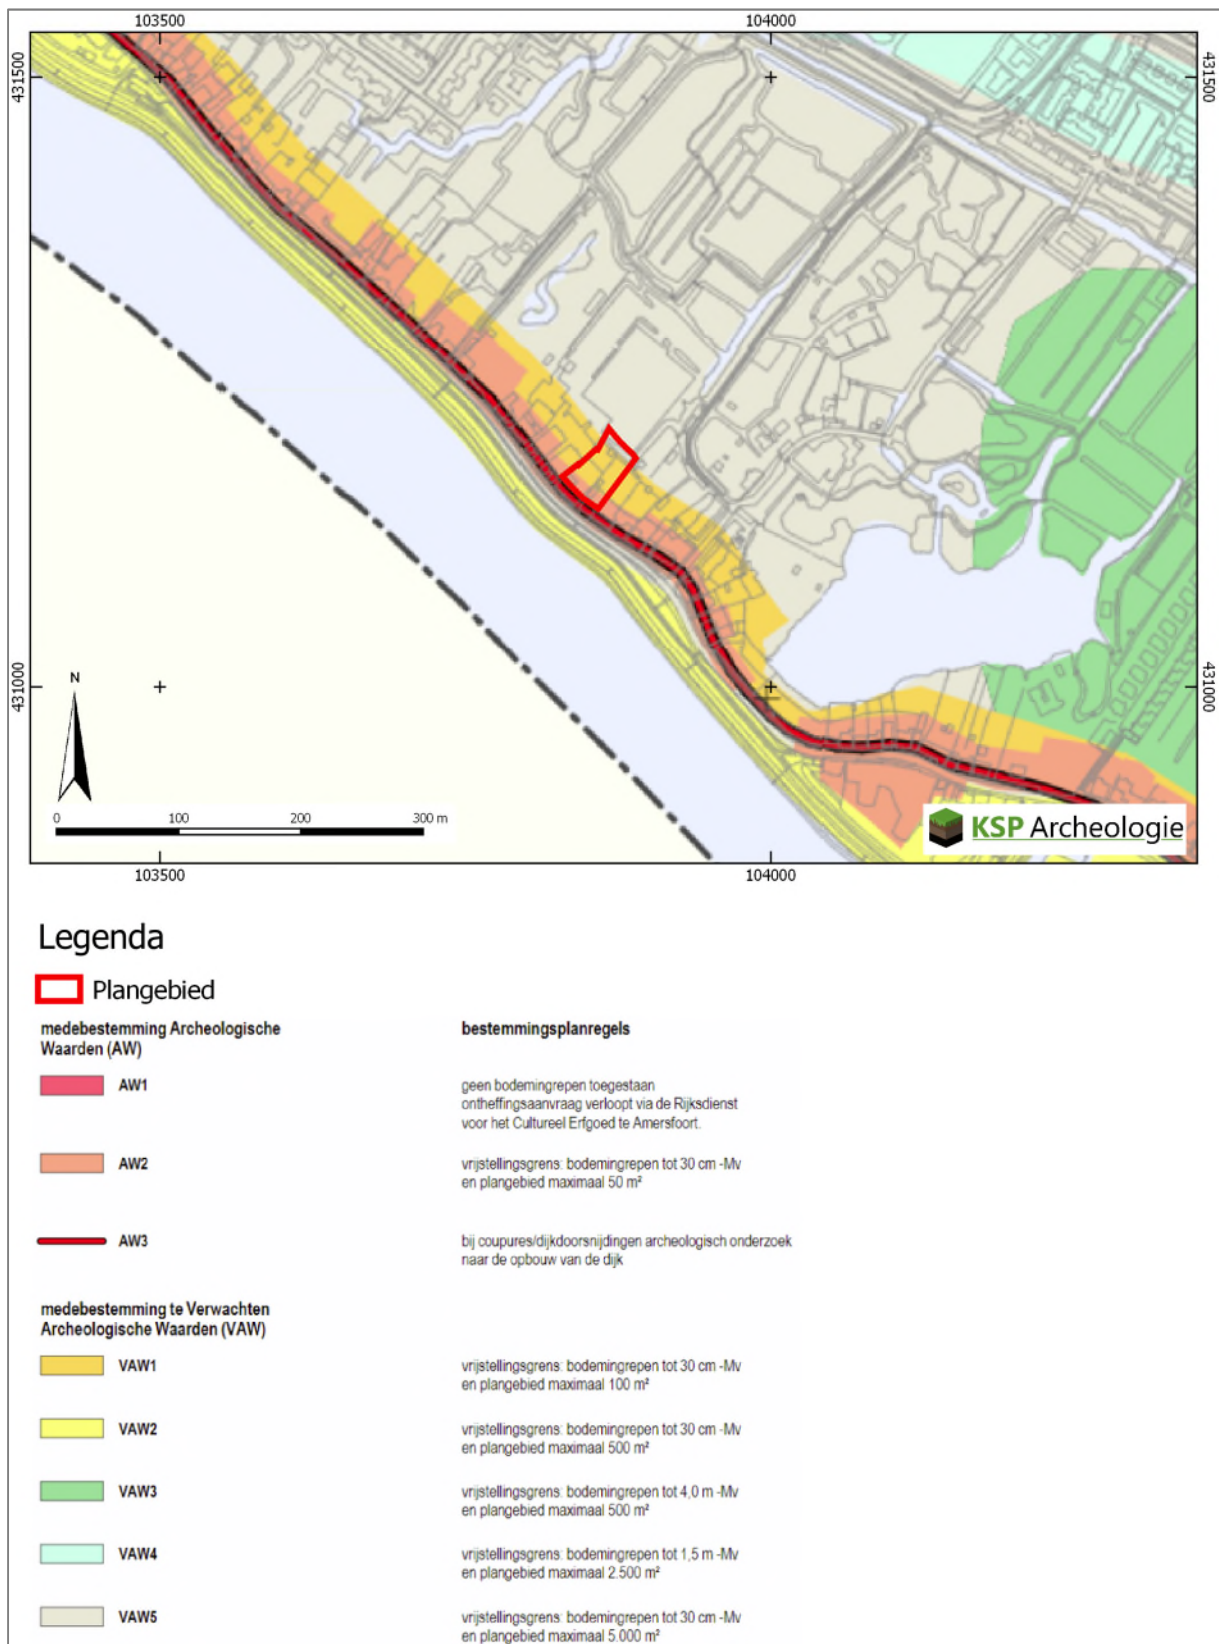 103500 104000
431500 431500
431000 431000
N
0 100 200 300 m
KSP Archeologie
103500 104000
Legenda
Plangebied
medebestemming Archeologische
Waarden (AW)
bestemmingsplanregels
AW1
geen bodemingrepen toegestaan
ontheffingsaanvraag verloopt via de Rijksdienst
voor het Cultureel Erfgoed te Amersfoort.
AW2
vrijstellingsgrens: bodemingrepen tot 30 cm -Mv
en plangebied maximaal 50 m²
AW3
bij coupures/dijkdoorsnijdingen archeologisch onderzoek
naar de opbouw van de dijk
medebestemming te Verwachten
Archeologische Waarden (VAW)
VAW1
vrijstellingsgrens: bodemingrepen tot 30 cm -Mv
en plangebied maximaal 100 m²
VAW2
vrijstellingsgrens: bodemingrepen tot 30 cm -Mv
en plangebied maximaal 500 m²
VAW3
vrijstellingsgrens: bodemingrepen tot 4,0 m -Mv
en plangebied maximaal 500 m²
VAW4
vrijstellingsgrens: bodemingrepen tot 1,5 m -Mv
en plangebied maximaal 2.500 m²
VAW5
vrijstellingsgrens: bodemingrepen tot 30 cm -Mv
en plangebied maximaal 5.000 m²